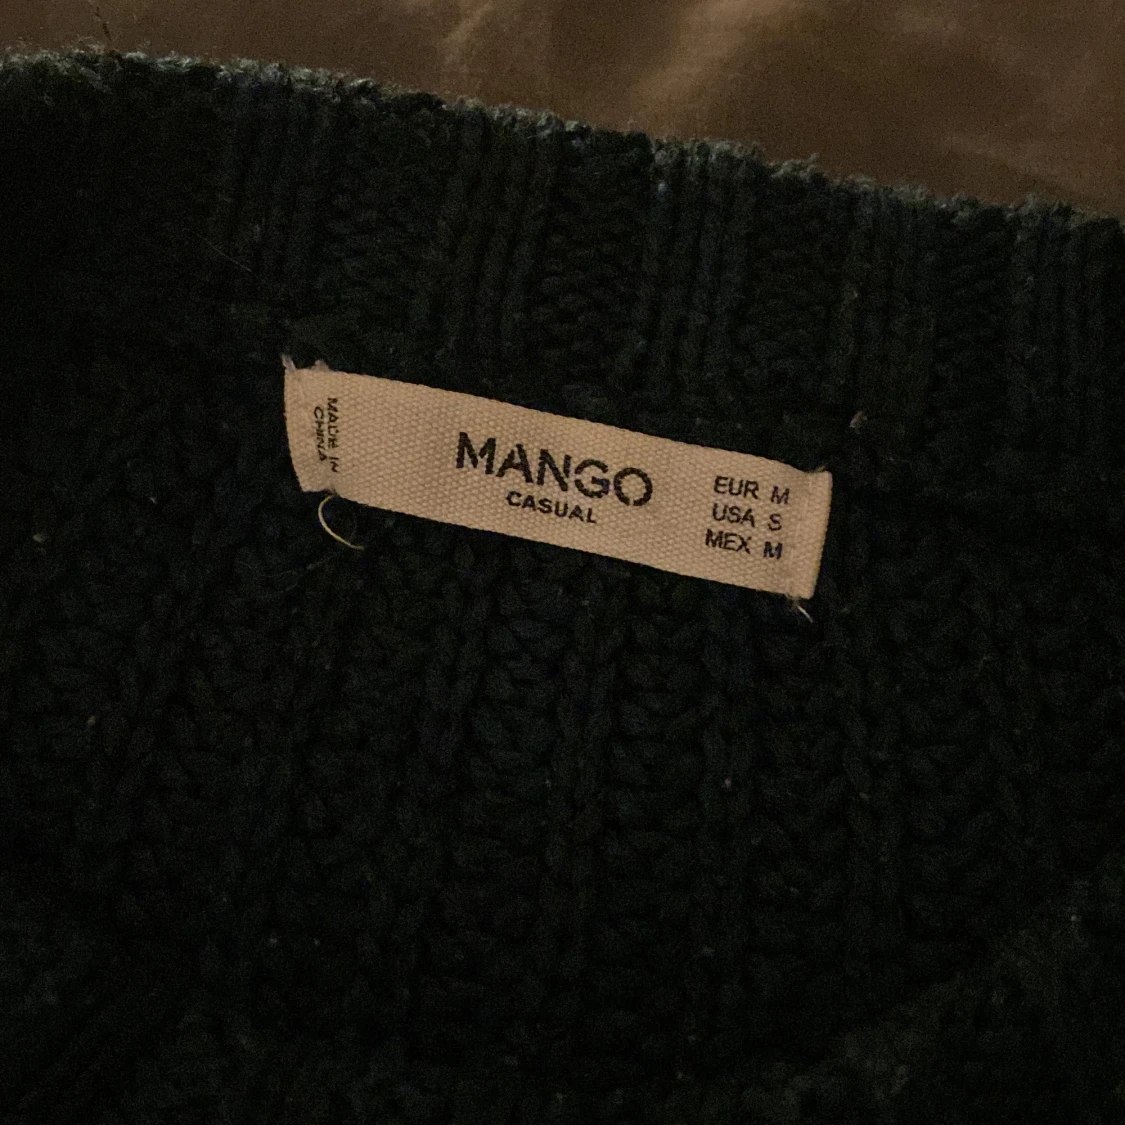 MADE IN
CHINA
MANGO
CASUAL
EUR M
USA S
MEX M